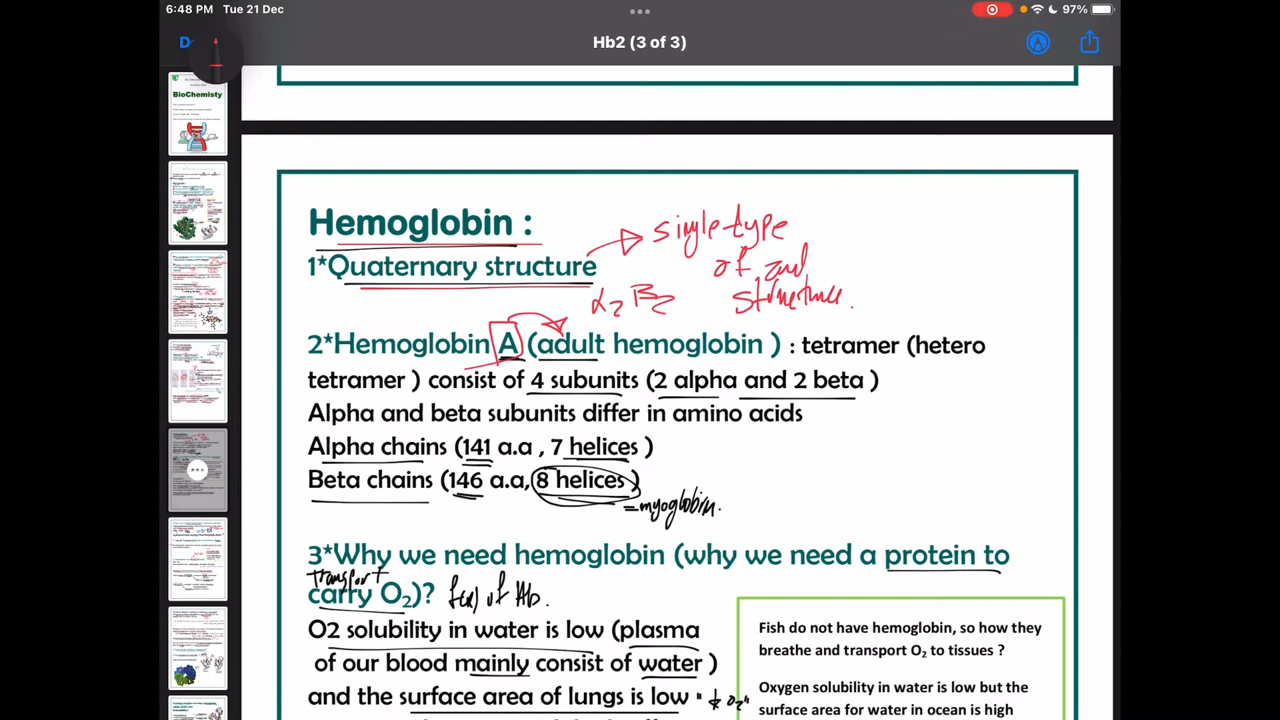 6:48 PM Tue 21 Dec
97%
Hb2 (3 of 3)
BioChemisty
Hemoglobin :
1*Quaternary structure
single type
of
structure.
α2 B2
2*Hemoglobin A (adult hemoglobin ) : tetramer (hetero
tetramer ) consist of 4 subunits (2 alpha and 2 beta )
Alpha and beta subunits differ in amino acids
Alpha chains (141 a.a , 7 helices )
Beta chains (146 a.a, 8 helices )
= myoglobin.
3*Why we need hemoglobin (why we need a protein to
transport
carry O2)? of Hb.
O2 solubility in water is low (plasma
of our blood mainly consist of water )
and the surface area of lungs is low
Fish do not have hemoglobin, so how they
breathe and transport O2 to tissues ?
Oxygen solubility in water is low but the
surface area for water in ocean is high